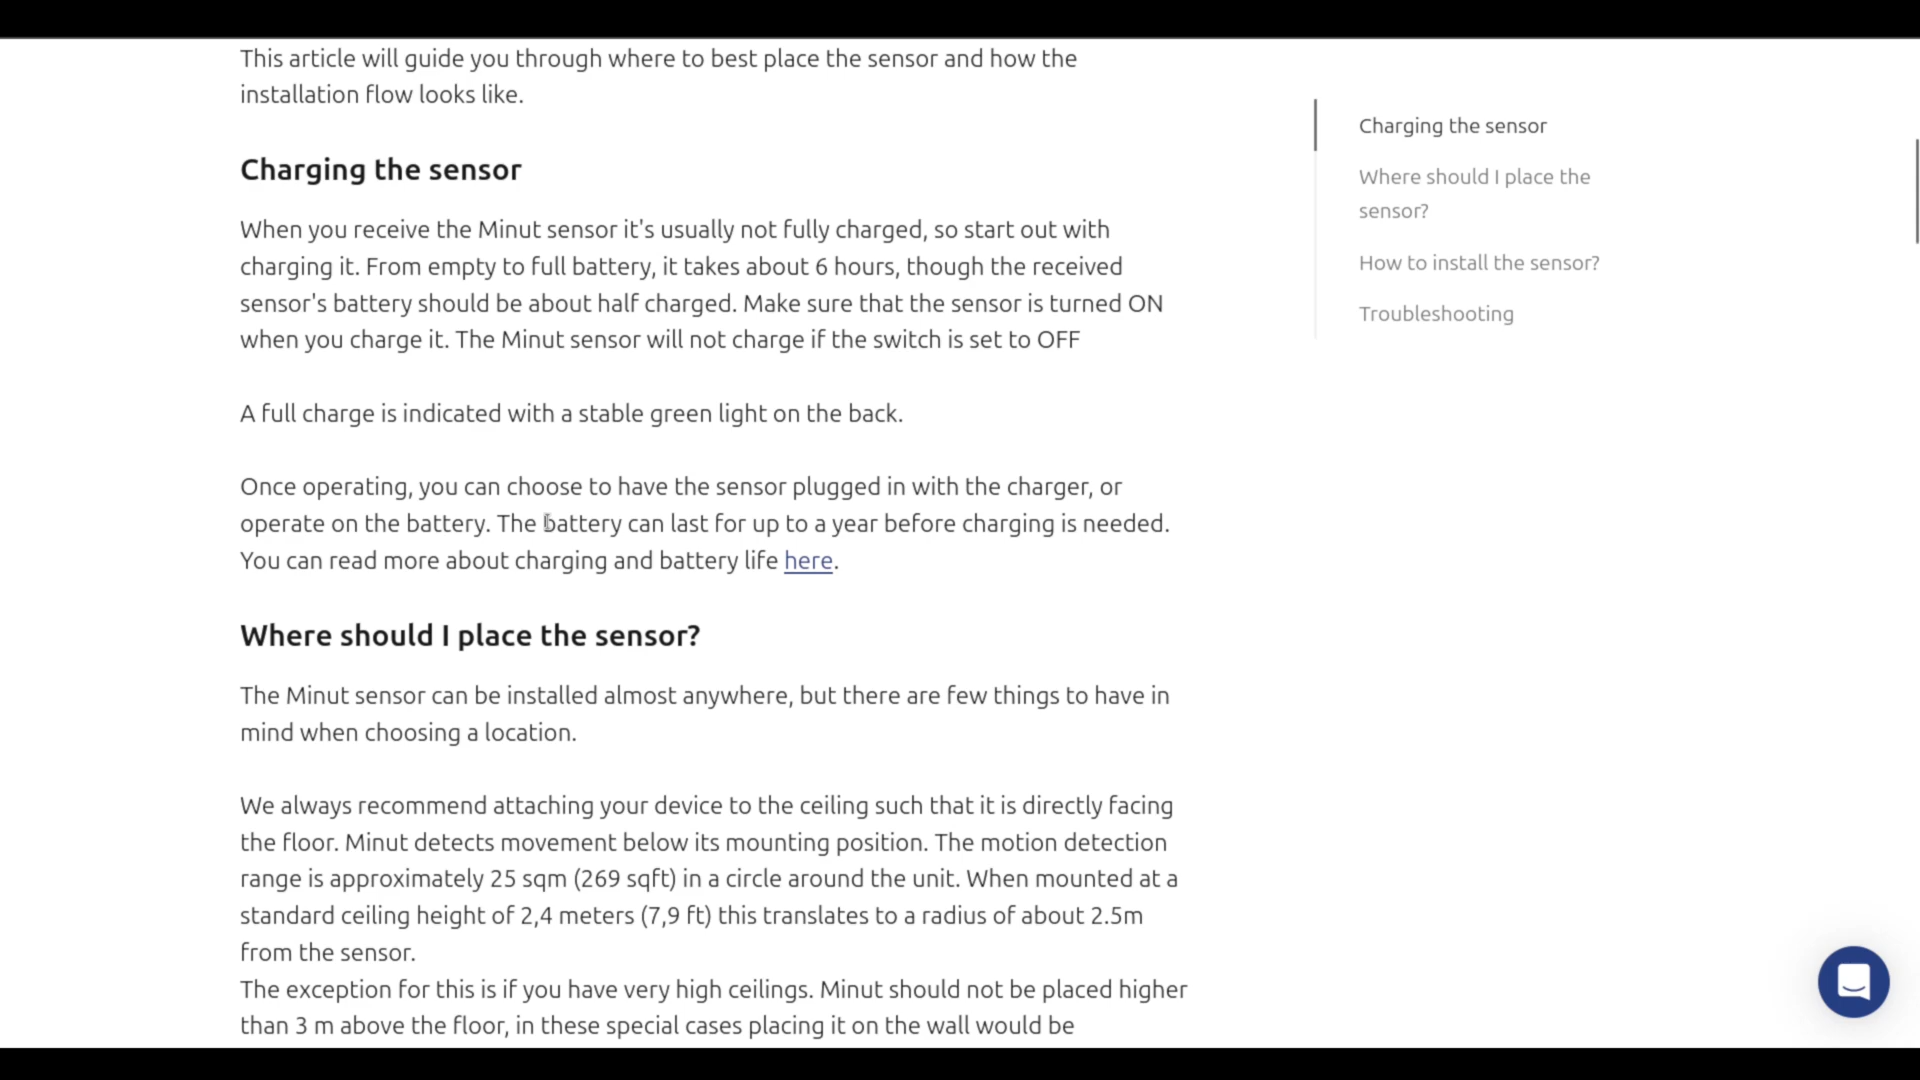 This article will guide you through where to best place the sensor and how the
installation flow looks like.
Charging the sensor
When you receive the Minut sensor it's usually not fully charged, so start out with
charging it. From empty to full battery, it takes about 6 hours, though the received
sensor's battery should be about half charged. Make sure that the sensor is turned ON
when you charge it. The Minut sensor will not charge if the switch is set to OFF
A full charge is indicated with a stable green light on the back.
Once operating, you can choose to have the sensor plugged in with the charger, or
operate on the battery. The battery can last for up to a year before charging is needed.
You can read more about charging and battery life here.
Where should I place the sensor?
The Minut sensor can be installed almost anywhere, but there are few things to have in
mind when choosing a location.
We always recommend attaching your device to the ceiling such that it is directly facing
the floor. Minut detects movement below its mounting position. The motion detection
range is approximately 25 sqm (269 sqft) in a circle around the unit. When mounted at a
standard ceiling height of 2,4 meters (7,9 ft) this translates to a radius of about 2.5m
from the sensor.
The exception for this is if you have very high ceilings. Minut should not be placed higher
than 3 m above the floor, in these special cases placing it on the wall would be
Charging the sensor
Where should I place the
sensor?
How to install the sensor?
Troubleshooting